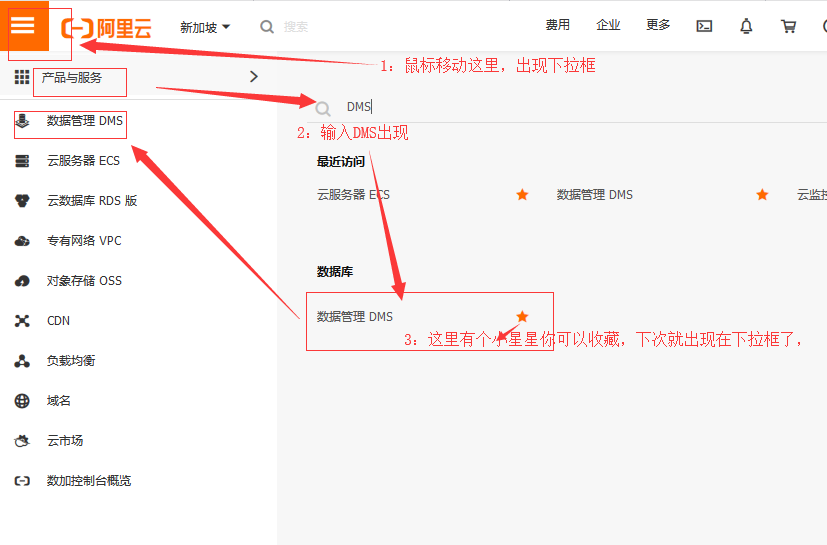 阿里云 新加坡 搜索 费用 企业 更多
1：鼠标移动这里，出现下拉框
产品与服务
DMS
2：输入DMS出现
数据管理 DMS
云服务器 ECS
云数据库 RDS 版
专有网络 VPC
对象存储 OSS
CDN
负载均衡
域名
云市场
数加控制台概览
最近访问
云服务器 ECS 数据管理 DMS 云监控
数据库
数据管理 DMS
3：这里有个小星星你可以收藏，下次就出现在下拉框了，